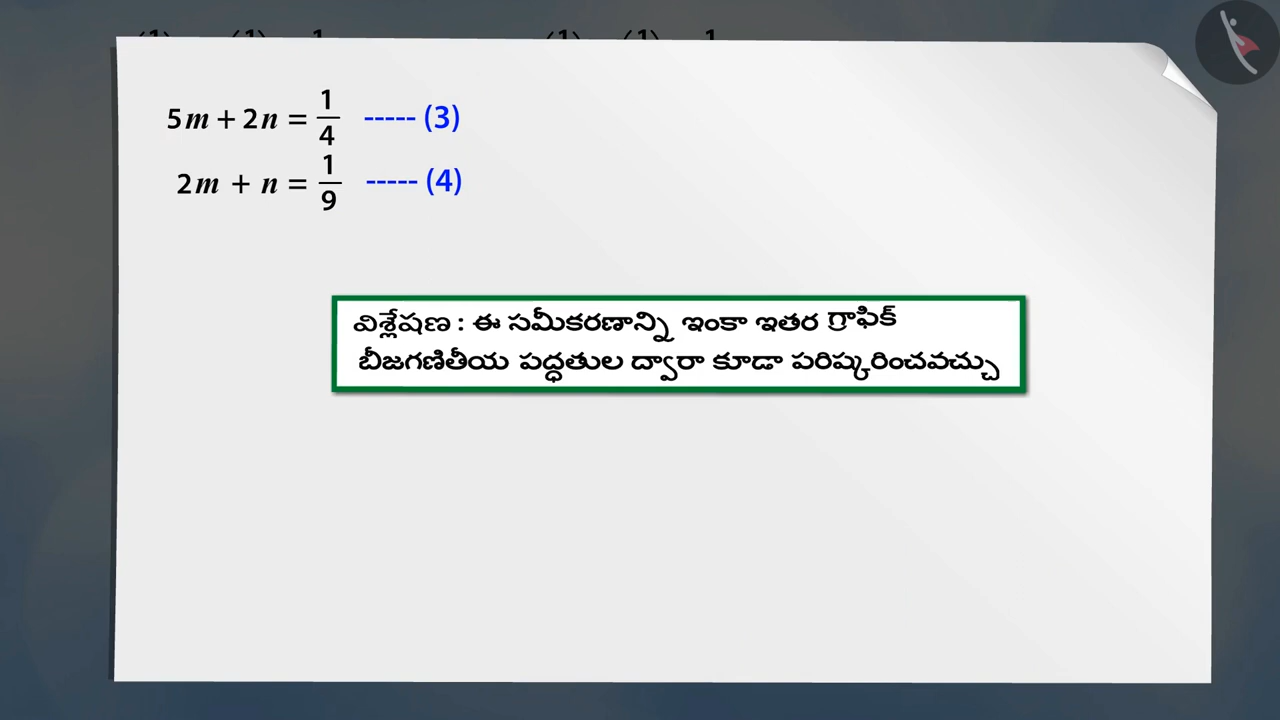 5m + 2n = 1/4 ----- (3)
2m + n = 1/9 ----- (4)
విశ్లేషణ : ఈ సమీకరణాన్ని ఇంకా ఇతర గ్రాఫిక్
బీజగణితీయ పద్ధతుల ద్వారా కూడా పరిష్కరించవచ్చు